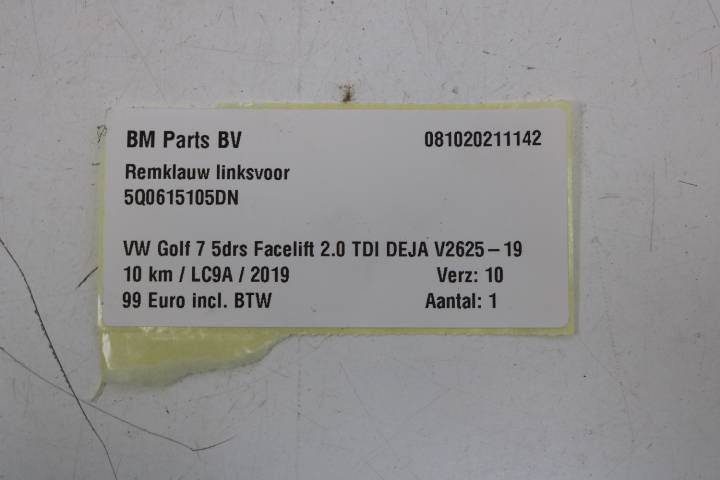 BM Parts BV 081020211142
Remklauw linksvoor
5Q0615105DN
VW Golf 7 5drs Facelift 2.0 TDI DEJA V2625-19
10 km / LC9A / 2019 Verz: 10
99 Euro incl. BTW Aantal: 1